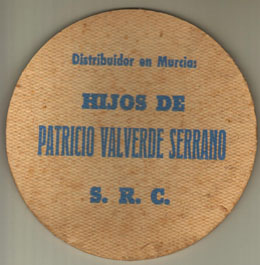 Distribuidor en Murcia:
HIJOS DE
PATRICIO VALVERDE SERRANO
S. R. C.